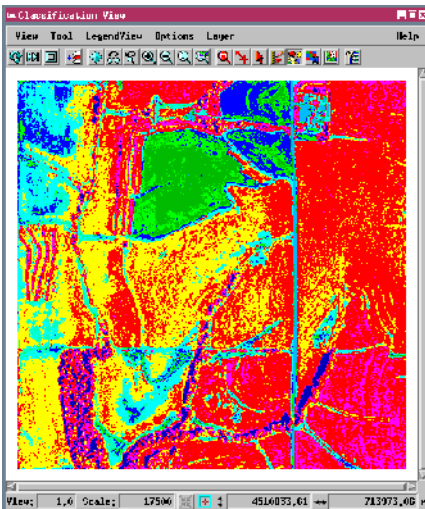 Classification View
View Tool LegendView Options Layer Help
View: 1.0 Scale: 17500 4516033.61 713973.06